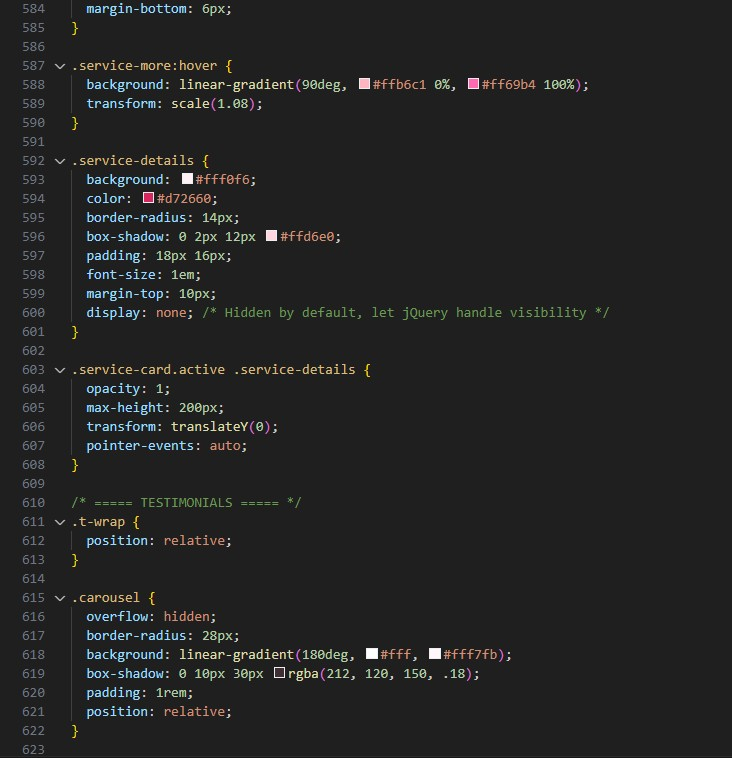 584 margin-bottom: 6px;
585 }
586
587 .service-more:hover {
588 background: linear-gradient(90deg, #ffb6c1 0%, #ff69b4 100%);
589 transform: scale(1.08);
590 }
591
592 .service-details {
593 background: #fff0f6;
594 color: #d72660;
595 border-radius: 14px;
596 box-shadow: 0 2px 12px #ffd6e0;
597 padding: 18px 16px;
598 font-size: 1em;
599 margin-top: 10px;
600 display: none; /* Hidden by default, let jQuery handle visibility */
601 }
602
603 .service-card.active .service-details {
604 opacity: 1;
605 max-height: 200px;
606 transform: translateY(0);
607 pointer-events: auto;
608 }
609
610 /* ===== TESTIMONIALS ===== */
611 .t-wrap {
612 position: relative;
613 }
614
615 .carousel {
616 overflow: hidden;
617 border-radius: 28px;
618 background: linear-gradient(180deg, #fff, #fff7fb);
619 box-shadow: 0 10px 30px rgba(212, 120, 150, .18);
620 padding: 1rem;
621 position: relative;
622 }
623